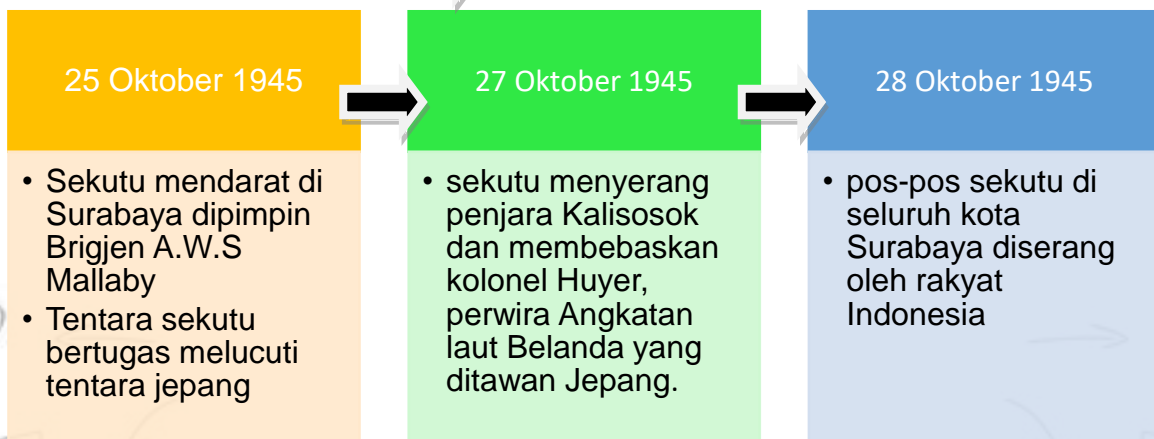 25 Oktober 1945
• Sekutu mendarat di
Surabaya dipimpin
Brigjen A.W.S
Mallaby
• Tentara sekutu
bertugas melucuti
tentara jepang
27 Oktober 1945
• sekutu menyerang
penjara Kalisosok
dan membebaskan
kolonel Huyer,
perwira Angkatan
laut Belanda yang
ditawan Jepang.
28 Oktober 1945
• pos-pos sekutu di
seluruh kota
Surabaya diserang
oleh rakyat
Indonesia